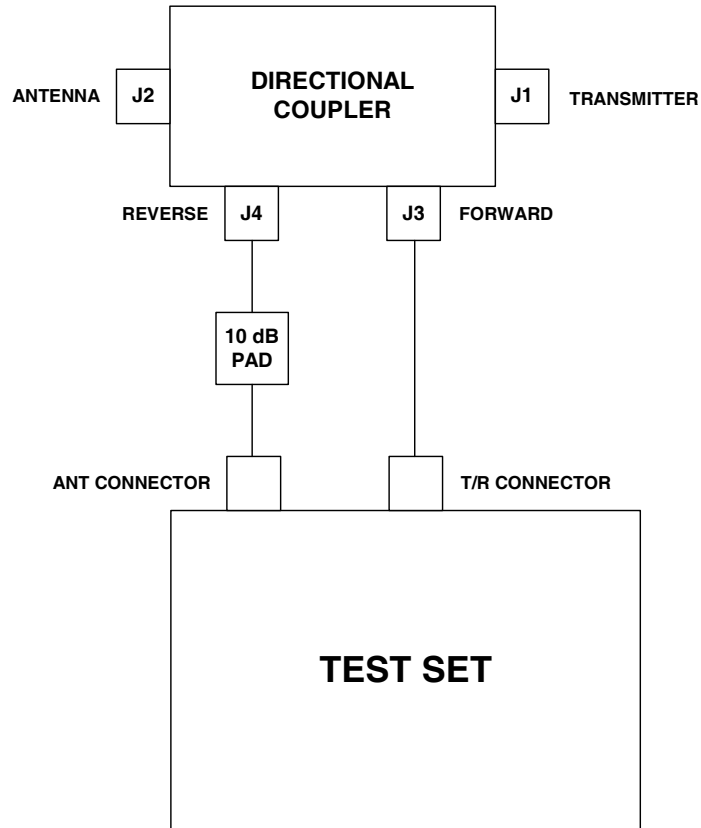 DIRECTIONAL
COUPLER
ANTENNA
J2
J1
TRANSMITTER
REVERSE
J4
J3
FORWARD
10 dB
PAD
ANT CONNECTOR
T/R CONNECTOR
TEST SET